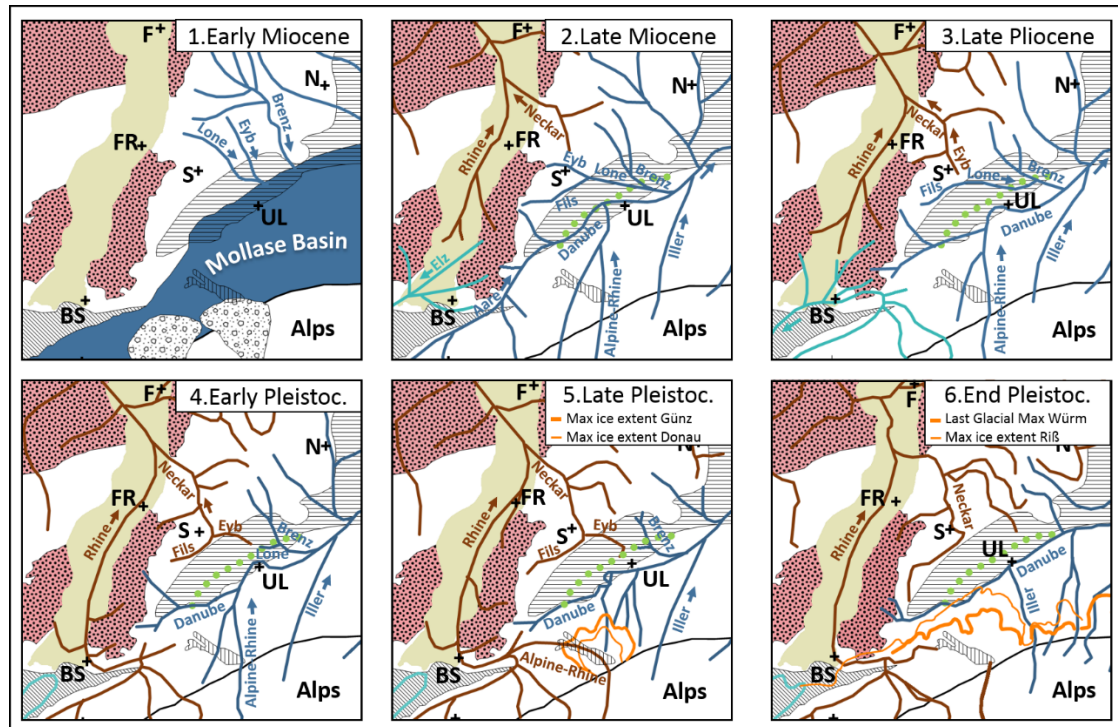 F+
1.Early Miocene
N+
Brenz
Eyb
Lone
FR+
S+
+UL
Mollase Basin
+
BS
Alps
F+
2.Late Miocene
N+
Neckar
+FR
Rhine
Eyb
Lone
Brenz
S+
Fils
+UL
Danube
Iller
Elz
Aare
+
BS
Alpine-Rhine
Alps
F+
3.Late Pliocene
N+
Neckar
+FR
Rhine
Eyb
S+
Lone
Brenz
Fils
+UL
Danube
Iller
+
BS
Alpine-Rhine
Alps
F+
4.Early Pleistoc.
N+
Neckar
FR+
Rhine
S+
Eyb
Brenz
Fils
Lone
+UL
Danube
Iller
+
BS
Alpine-Rhine
Alps
F+
5.Late Pleistoc.
Max ice extent Günz
Max ice extent Donau
N+
Neckar
FR+
Rhine
S+
Eyb
Brenz
Fils
+UL
Danube
Iller
+
BS
Alpine-Rhine
Alps
F+
6.End Pleistoc.
Last Glacial Max Würm
Max ice extent Riß
N+
FR+
Neckar
Rhine
S+
UL+
Danube
Iller
+
BS
Alps